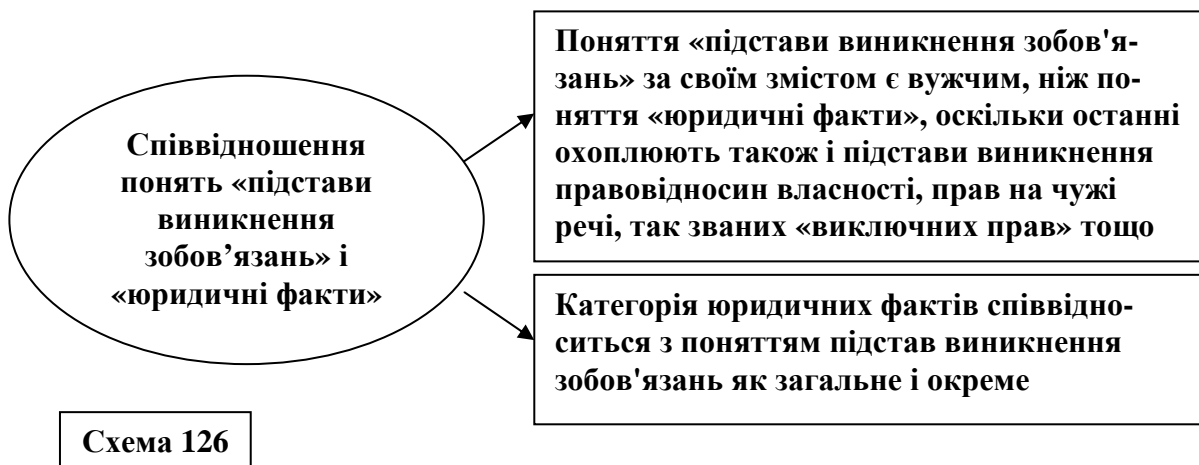 Співвідношення
понять «підстави
виникнення
зобов’язань» і
«юридичні факти»
Поняття «підстави виникнення зобов'я-
зань» за своїм змістом є вужчим, ніж по-
няття «юридичні факти», оскільки останні
охоплюють також і підстави виникнення
правовідносин власності, прав на чужі
речі, так званих «виключних прав» тощо
Категорія юридичних фактів співвідно-
ситься з поняттям підстав виникнення
зобов'язань як загальне і окреме
Схема 126